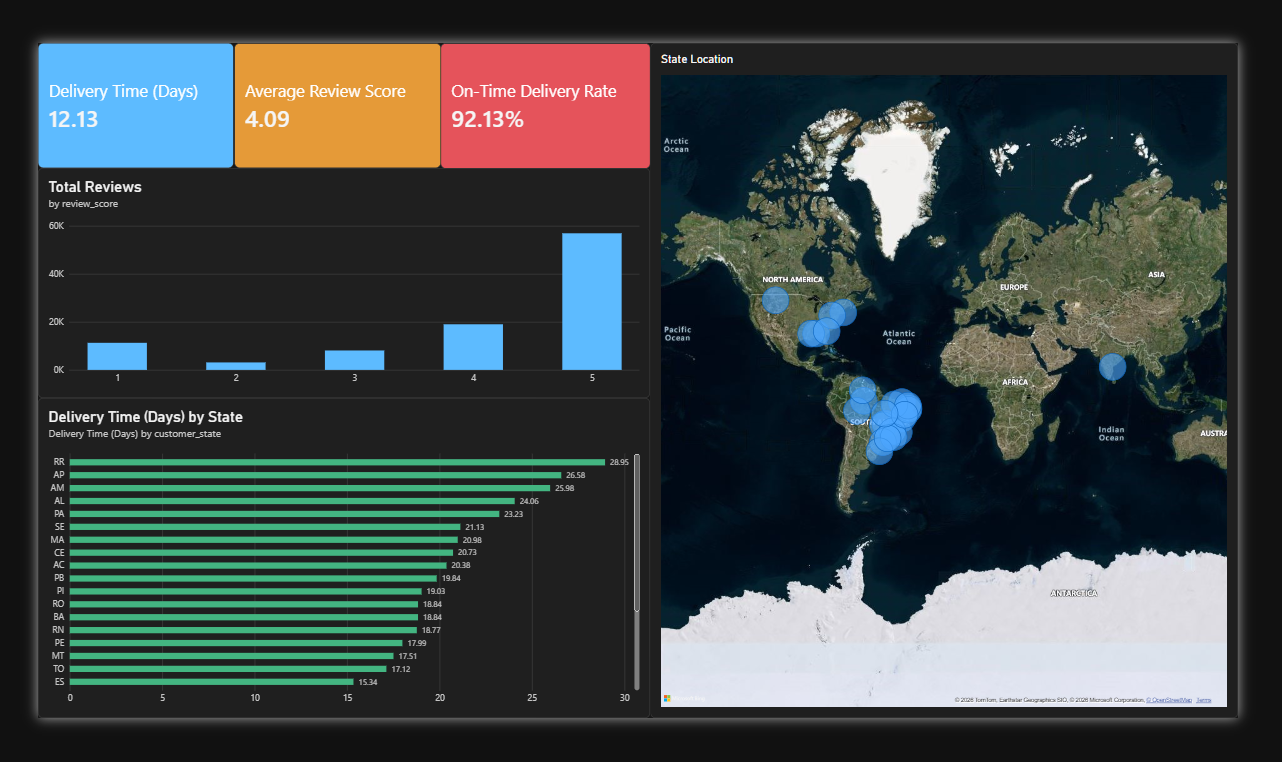 Delivery Time (Days)
12.13
Average Review Score
4.09
On-Time Delivery Rate
92.13%
Total Reviews
by review_score
60K
40K
20K
0K
1 2 3 4 5
Delivery Time (Days) by State
Delivery Time (Days) by customer_state
RR 28.95
AP 26.58
AM 25.98
AL 24.06
PA 23.23
SE 21.13
MA 20.98
CE 20.73
AC 20.38
PB 19.84
PI 19.03
RO 18.84
BA 18.84
RN 18.77
PE 17.99
MT 17.51
TO 17.12
ES 15.34
0 5 10 15 20 25 30
State Location
Arctic
Ocean
NORTH AMERICA
EUROPE
ASIA
Pacific
Ocean
Atlantic
Ocean
AFRICA
SOUT
Indian
Ocean
AUSTRA
ANTARCTICA
© 2026 TomTom, Earthstar Geographics SIO, © 2026 Microsoft Corporation, © OpenStreetMap Terms